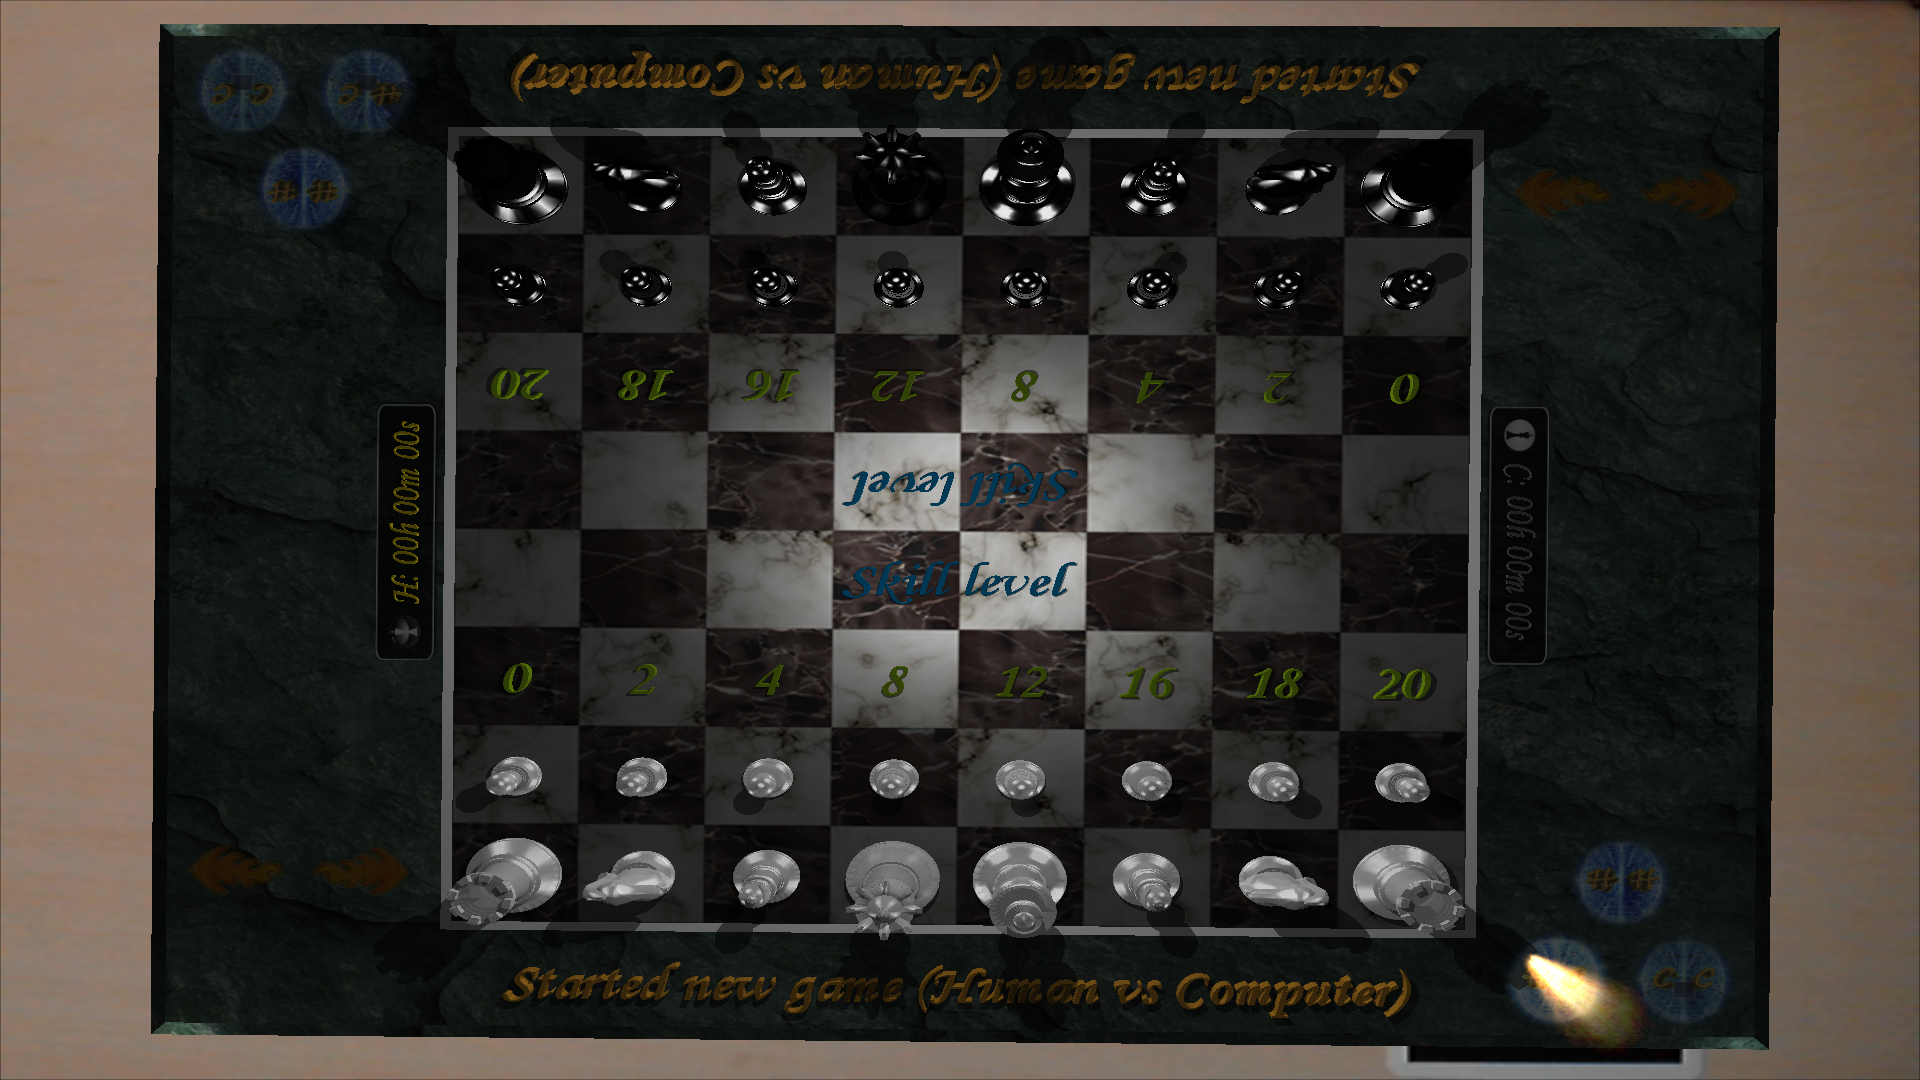 C C
C #
Started new game (Human vs Computer)
# #
20 18 16 12 8 4 2 0
H: 00h 00m 00s
C: 00h 00m 00s
Skill level
Skill level
0 2 4 8 12 16 18 20
# #
Started new game (Human vs Computer)
C C